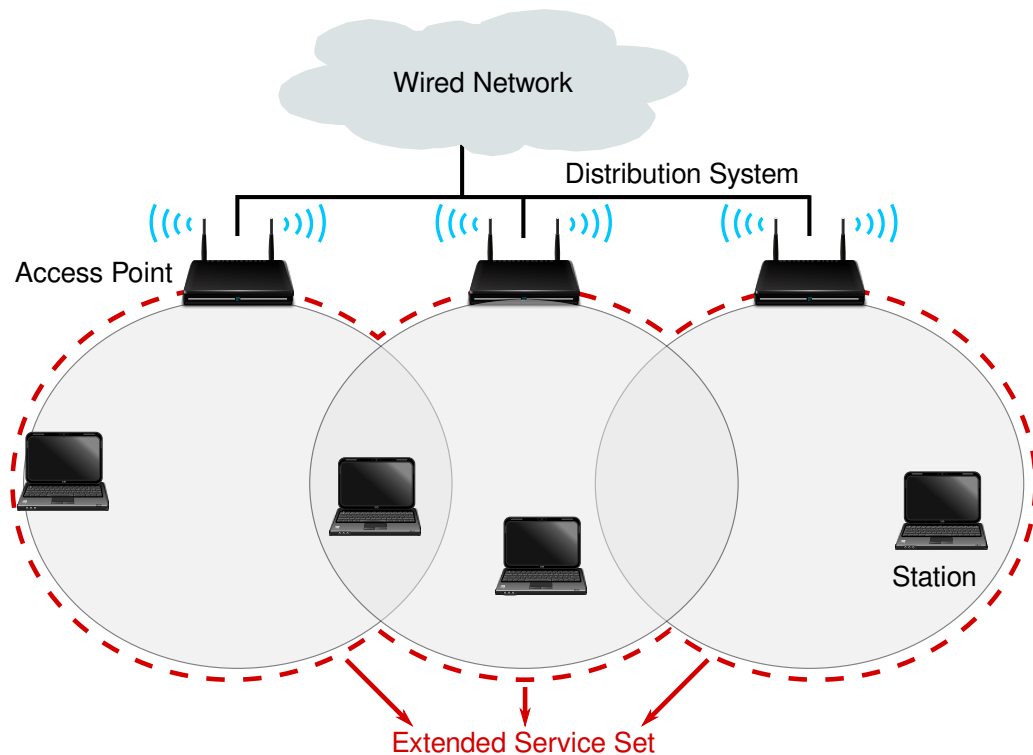 Wired Network
Distribution System
Access Point
Station
Extended Service Set